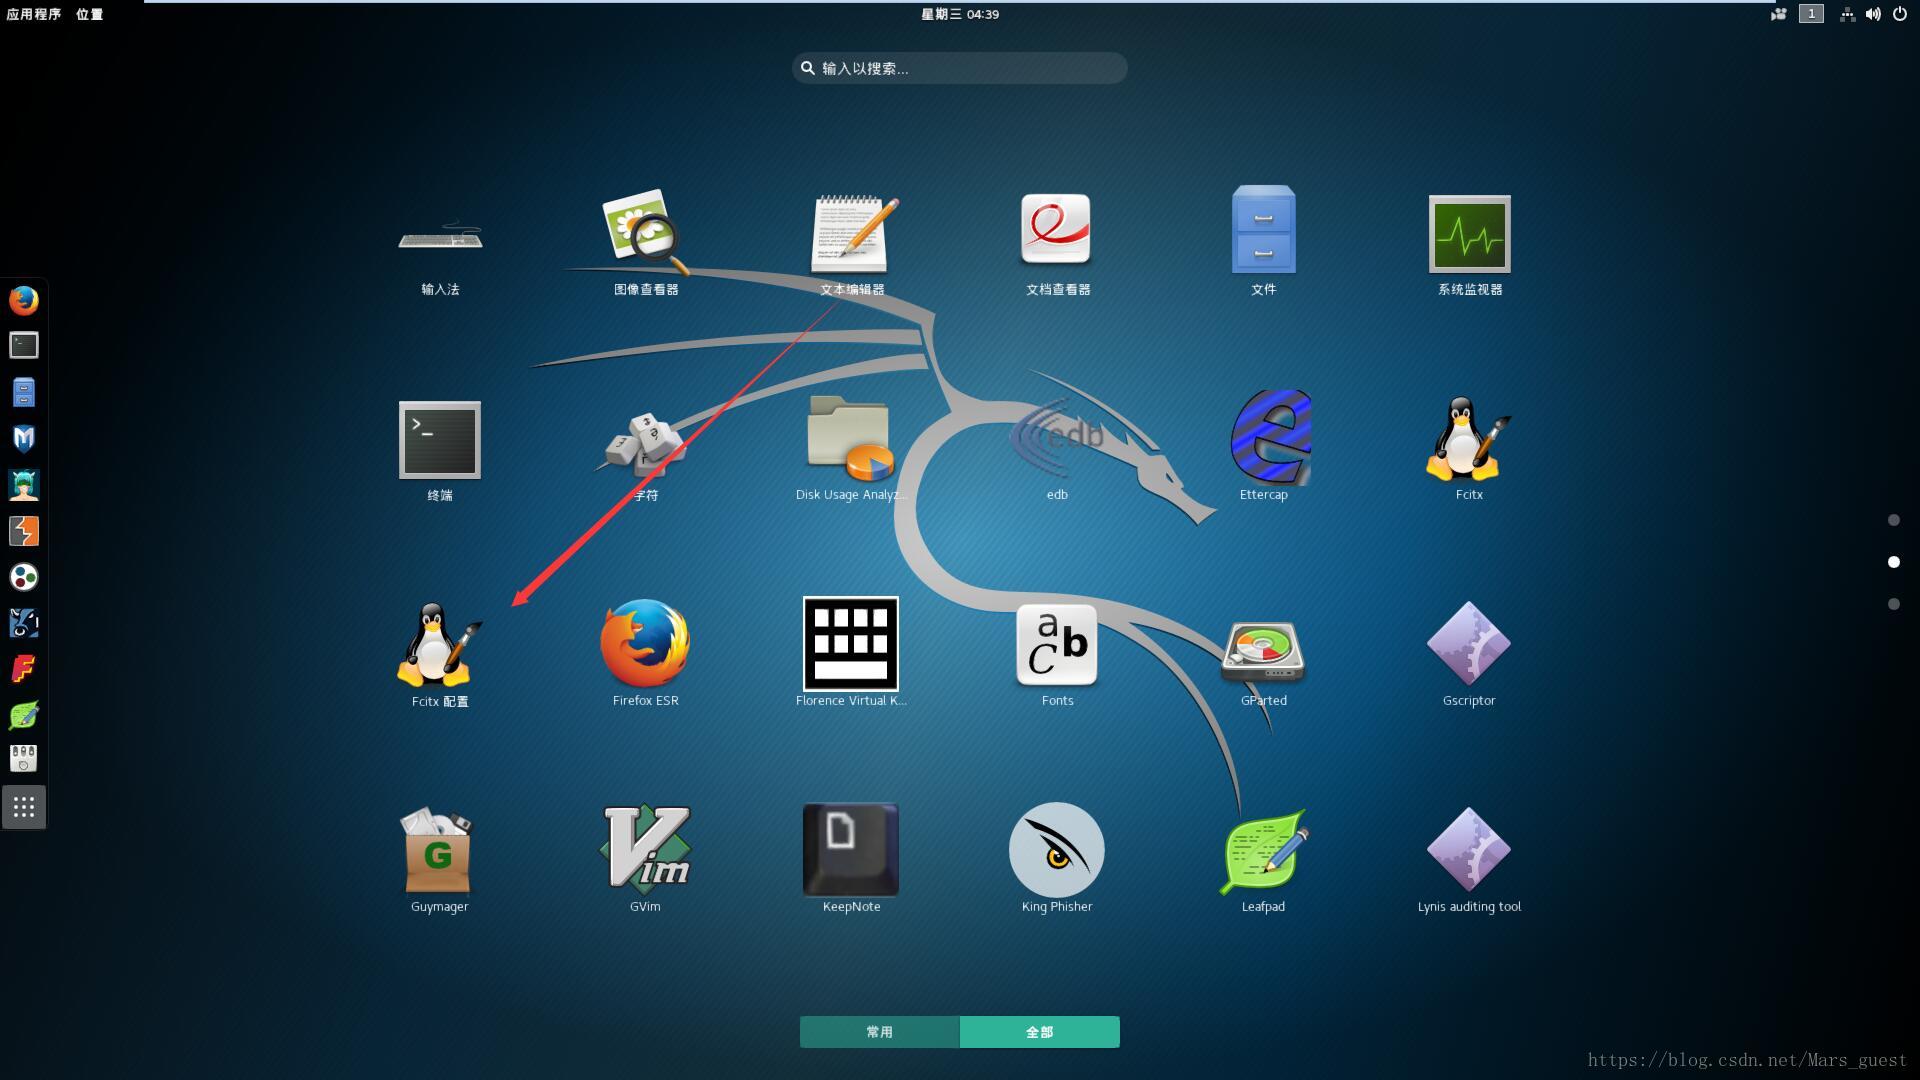 应用程序 位置
星期三 04:39
1
输入以搜索...
输入法
图像查看器
文本编辑器
文档查看器
文件
系统监视器
>_
edb
终端
字符
Disk Usage Analyz...
edb
Ettercap
Fcitx
a b C
Fcitx 配置
Firefox ESR
Florence Virtual K...
Fonts
GParted
Gscriptor
G
Vim
Guymager
GVim
KeepNote
King Phisher
Leafpad
Lynis auditing tool
常用
全部
https://blog.csdn.net/Mars_guest